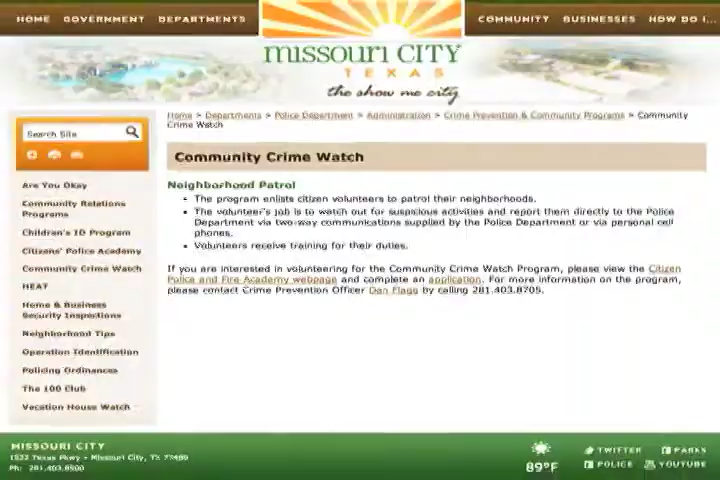 HOME GOVERNMENT DEPARTMENTS COMMUNITY BUSINESSES HOW DO I...
missouri CITY
TEXAS
the show me city
Home > Departments > Police Department > Administration > Crime Prevention & Community Programs > Community
Crime Watch
Search Site
Community Crime Watch
Are You Okay
Community Relations
Programs
Children's ID Program
Citizens' Police Academy
Community Crime Watch
HEAT
Home & Business
Security Inspections
Neighborhood Tips
Operation Identification
Policing Ordinances
The 100 Club
Vacation House Watch
Neighborhood Patrol
The program enlists citizen volunteers to patrol their neighborhoods.
The volunteer's job is to watch out for suspicious activities and report them directly to the Police
Department via two-way communications supplied by the Police Department or via personal cell
phones.
Volunteers receive training for their duties.
If you are interested in volunteering for the Community Crime Watch Program, please view the Citizen
Police and Fire Academy webpage and complete an application. For more information on the program,
please contact Crime Prevention Officer Dan Flagg by calling 281.403.8705.
MISSOURI CITY
1522 Texas Pkwy • Missouri City, TX 77489
Ph: 281.403.8500
89°F
TWITTER PARKS
POLICE YOUTUBE